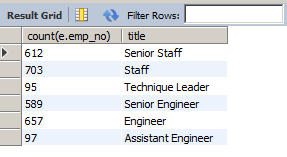 Result Grid Filter Rows:
count(e.emp_no) title
612 Senior Staff
703 Staff
95 Technique Leader
589 Senior Engineer
657 Engineer
97 Assistant Engineer